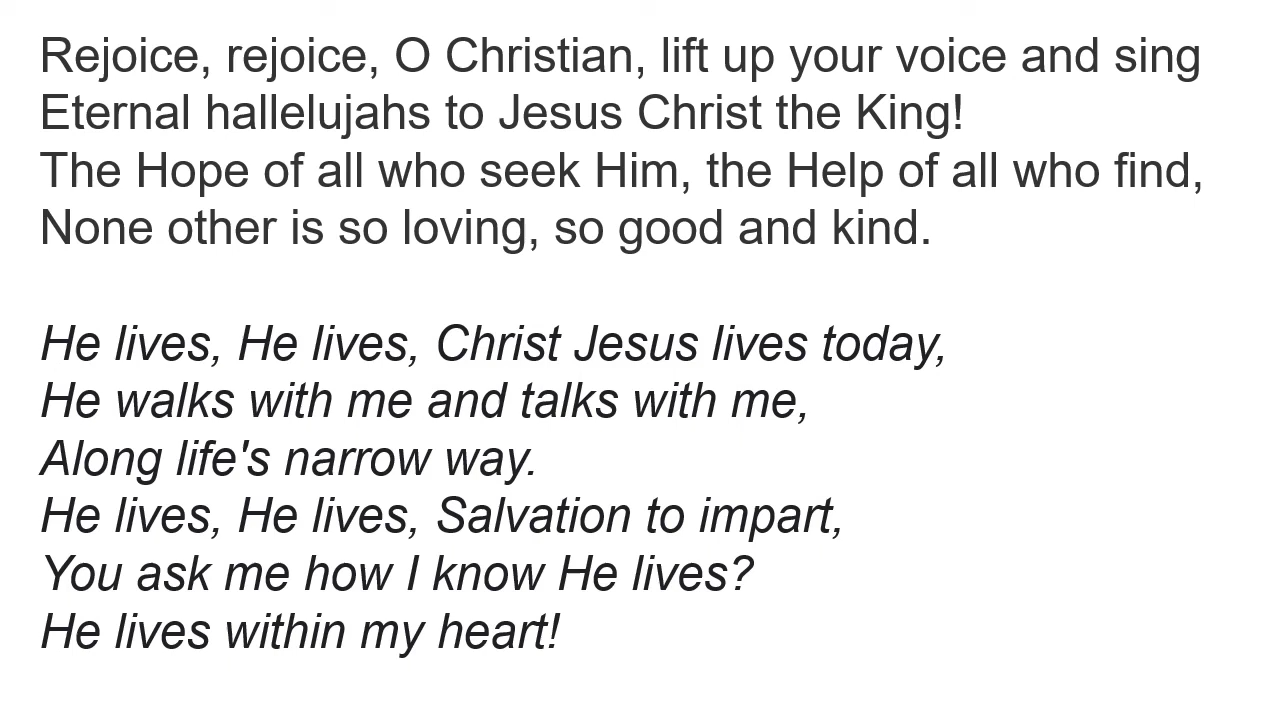 Rejoice, rejoice, O Christian, lift up your voice and sing
Eternal hallelujahs to Jesus Christ the King!
The Hope of all who seek Him, the Help of all who find,
None other is so loving, so good and kind.
He lives, He lives, Christ Jesus lives today,
He walks with me and talks with me,
Along life's narrow way.
He lives, He lives, Salvation to impart,
You ask me how I know He lives?
He lives within my heart!